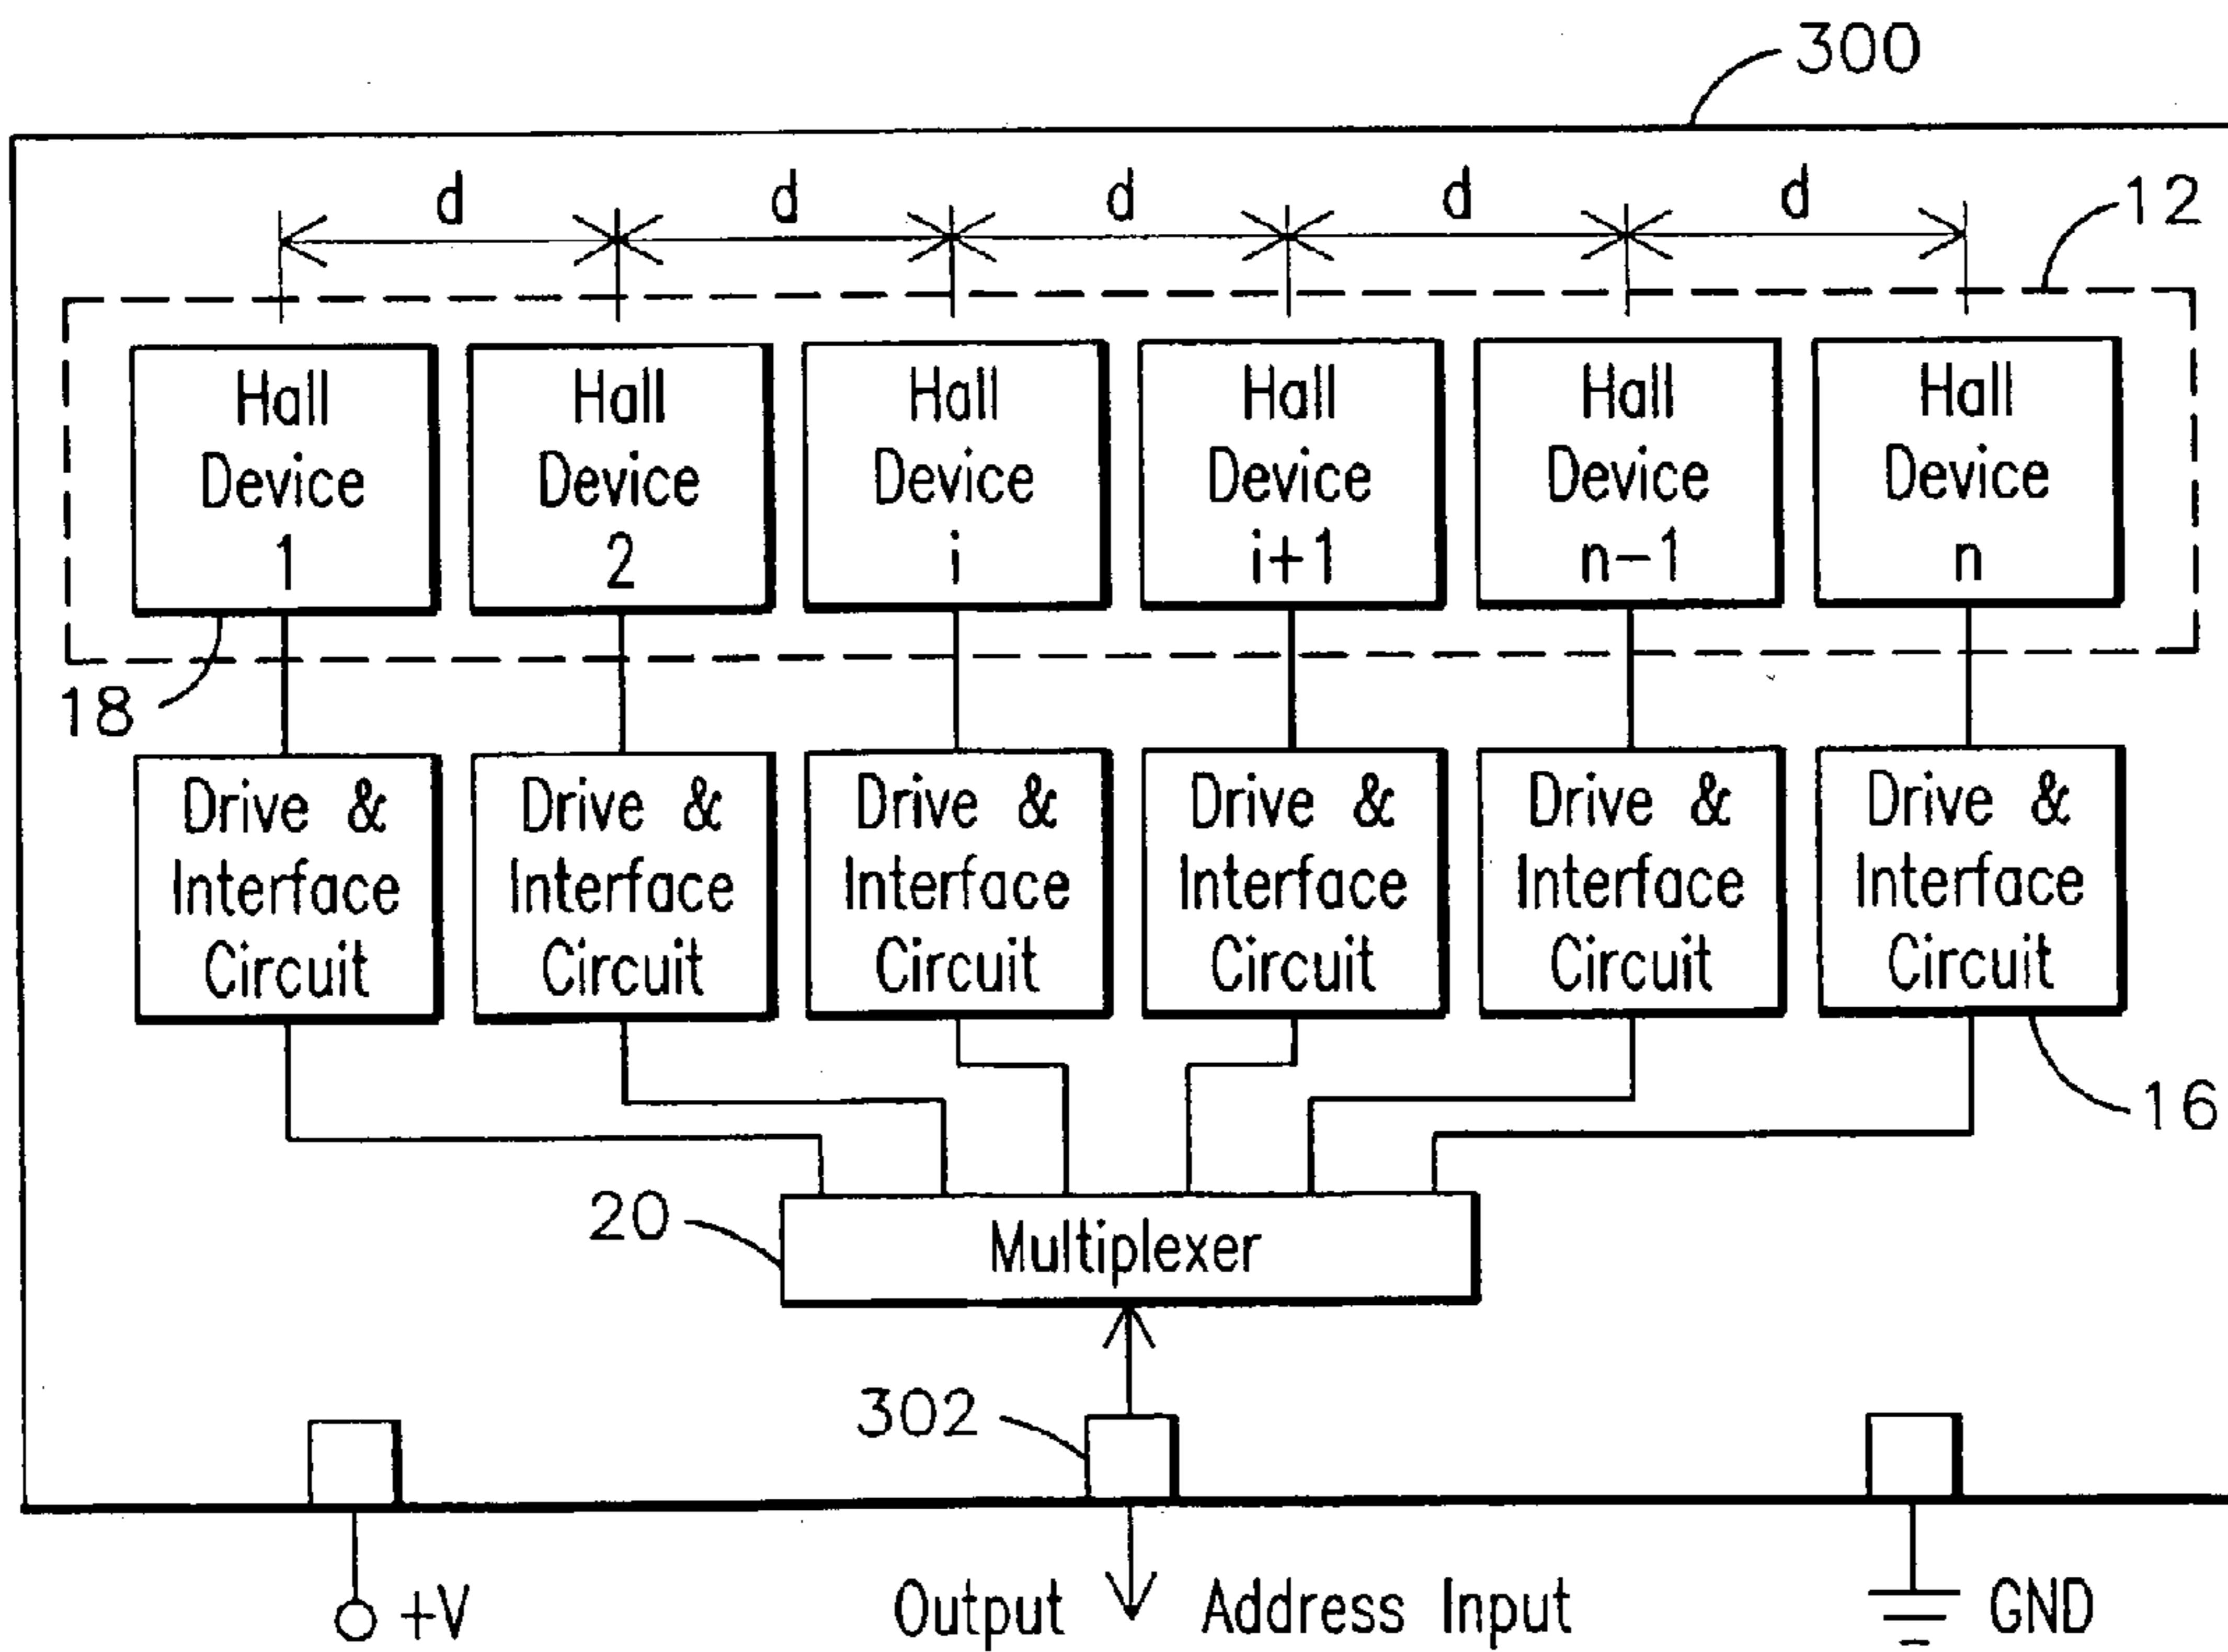 300
d d d d d
12
Hall Device 1
Hall Device 2
Hall Device i
Hall Device i+1
Hall Device n-1
Hall Device n
18
Drive & Interface Circuit
Drive & Interface Circuit
Drive & Interface Circuit
Drive & Interface Circuit
Drive & Interface Circuit
Drive & Interface Circuit
16
20
Multiplexer
302
+V
Output
Address Input
GND